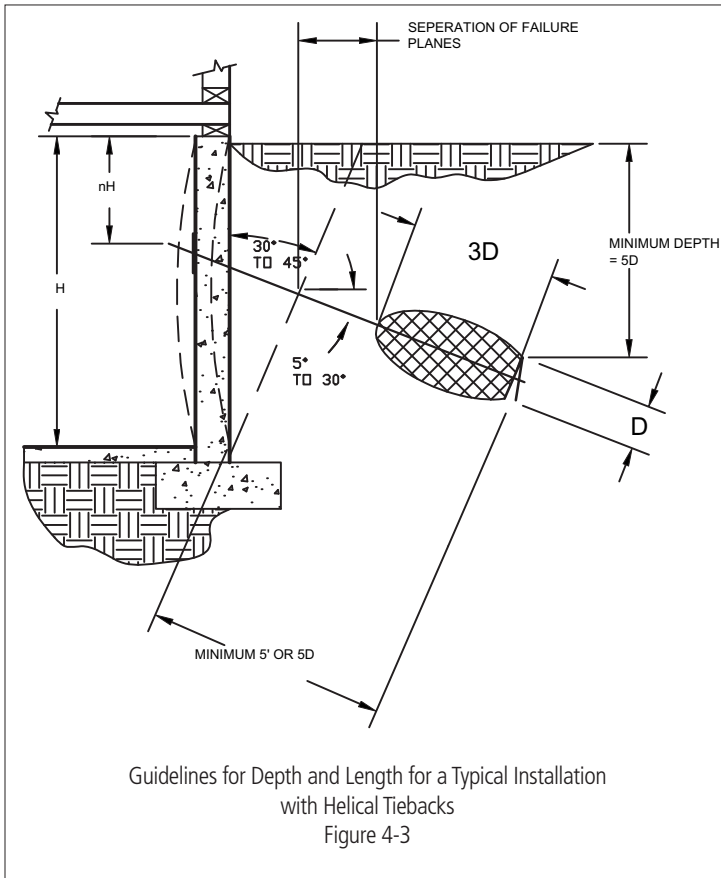 SEPERATION OF FAILURE
PLANES
nH
H
30°
TO 45°
3D
MINIMUM DEPTH
= 5D
5°
TO 30°
D
MINIMUM 5' OR 5D
Guidelines for Depth and Length for a Typical Installation
with Helical Tiebacks
Figure 4-3